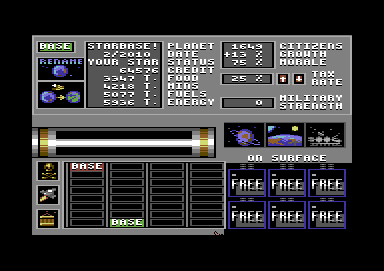 BASE STARBASE! PLANET 1649 CITIZENS
2/2010 DATE +13 % GROWTH
RENAME YOUR STAR STATUS 75 % MORALE
64576 CREDIT
3347 T. FOOD 25 % TAX
4218 T. MINS RATE
5077 T. FUELS MILITARY
5936 T. ENERGY 0 STRENGTH
ON SURFACE
BASE
FREE FREE FREE
FREE FREE FREE
BASE